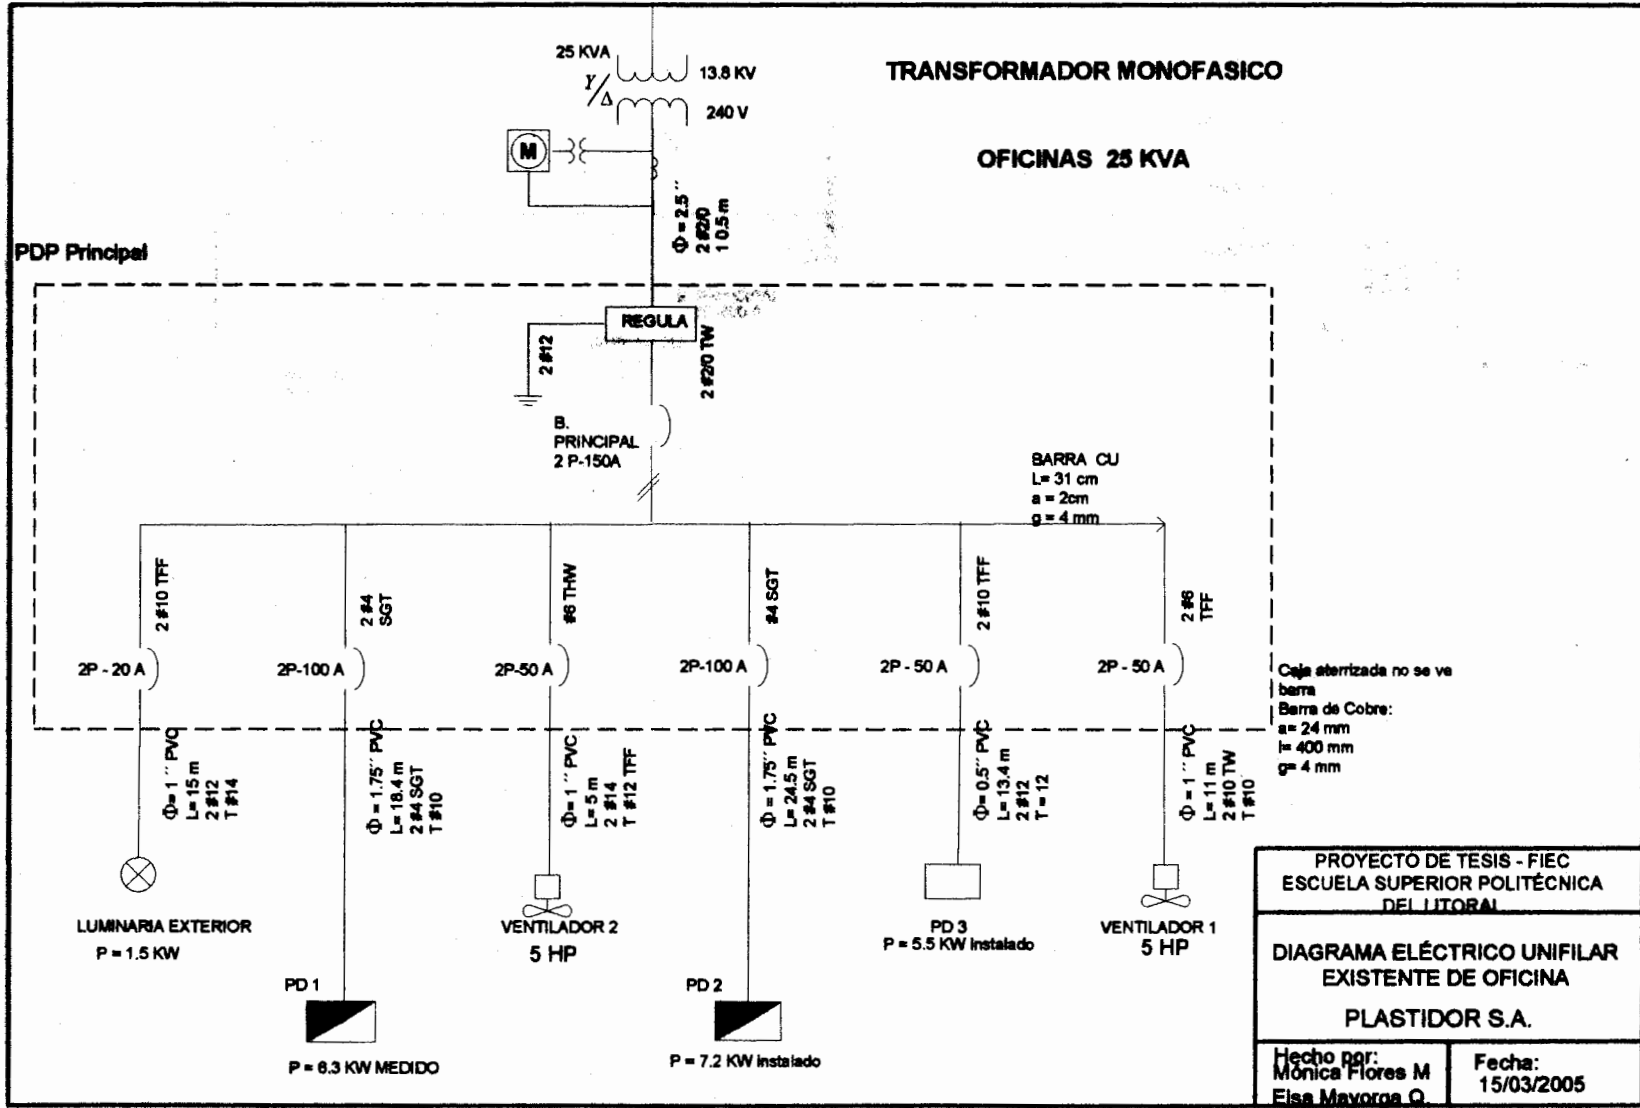 25 KVA
Y/Δ
13.8 KV
240 V
TRANSFORMADOR MONOFASICO
OFICINAS 25 KVA
M
Φ = 2.5´´
2 #2/0
1 0.5 m
PDP Principal
REGULA
2 #12
2 #2/0 TW
B.
PRINCIPAL
2 P-150A
BARRA CU
L= 31 cm
a = 2cm
g = 4 mm
2 #10 TFF
2 #4
SGT
#6 THW
#4 SGT
2 #10 TFF
2 #6
TFF
2P - 20 A
2P-100 A
2P-50 A
2P-100 A
2P - 50 A
2P - 50 A
Caja aterrizada no se ve
barra
Barra de Cobre:
a= 24 mm
l= 400 mm
g= 4 mm
Φ= 1 ´´ PVC
L= 15 m
2 #12
T #14
Φ = 1.75´´ PVC
L= 18.4 m
2 #4 SGT
T #10
Φ= 1 ´´ PVC
L= 5 m
2 #14
T #12 TFF
Φ = 1.75´´ PVC
L= 24.5 m
2 #4 SGT
T #10
Φ= 0.5´´ PVC
L= 13.4 m
2 #12
T = 12
Φ = 1 ´´ PVC
L= 11 m
2 #10 TW
T #10
LUMINARIA EXTERIOR
P = 1.5 KW
PD 1
P = 6.3 KW MEDIDO
VENTILADOR 2
5 HP
PD 2
P = 7.2 KW instalado
PD 3
P = 5.5 KW instalado
VENTILADOR 1
5 HP
PROYECTO DE TESIS - FIEC
ESCUELA SUPERIOR POLITÉCNICA
DEL LITORAL
DIAGRAMA ELÉCTRICO UNIFILAR
EXISTENTE DE OFICINA
PLASTIDOR S.A.
Hecho por:
Mónica Flores M
Elsa Mayorga Q.
Fecha:
15/03/2005